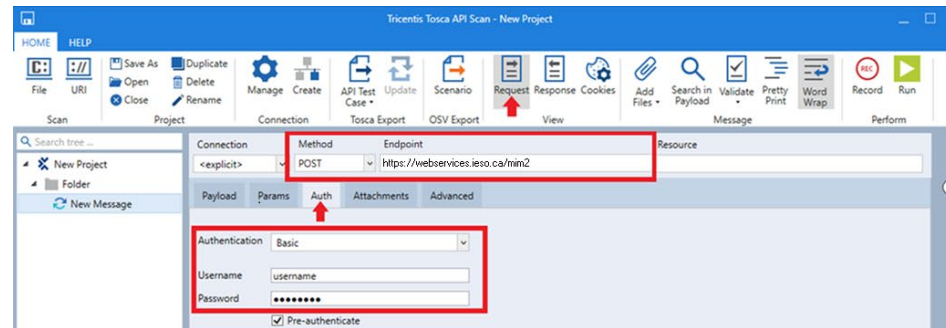 Tricentis Tosca API Scan - New Project
HOME HELP
C: :// Save As Duplicate REC
Open Delete
File URI Close Rename Manage Create API Test Case Update Scenario Request Response Cookies Add Files Search in Payload Validate Pretty Print Word Wrap Record Run
Scan Project Connection Tosca Export OSV Export View Message Perform
Search tree ... Connection Method Endpoint Resource
New Project <explicit> POST https://webservices.ieso.ca/mim2
Folder
New Message Payload Params Auth Attachments Advanced
Authentication Basic
Username username
Password ••••••••
Pre-authenticate